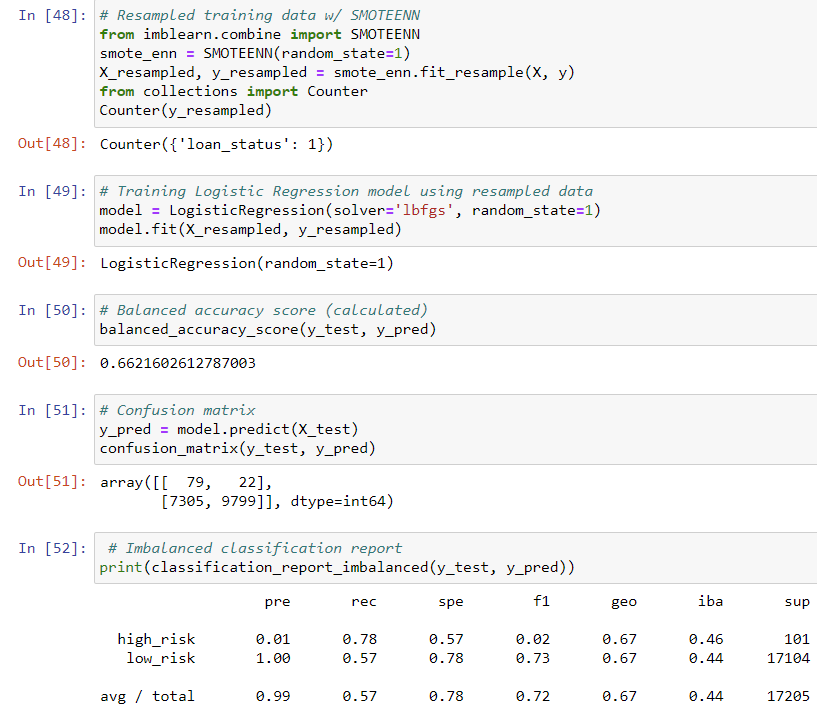 In [48]: # Resampled training data w/ SMOTEENN
from imblearn.combine import SMOTEENN
smote_enn = SMOTEENN(random_state=1)
X_resampled, y_resampled = smote_enn.fit_resample(X, y)
from collections import Counter
Counter(y_resampled)
Out[48]: Counter({'loan_status': 1})
In [49]: # Training Logistic Regression model using resampled data
model = LogisticRegression(solver='lbfgs', random_state=1)
model.fit(X_resampled, y_resampled)
Out[49]: LogisticRegression(random_state=1)
In [50]: # Balanced accuracy score (calculated)
balanced_accuracy_score(y_test, y_pred)
Out[50]: 0.6621602612787003
In [51]: # Confusion matrix
y_pred = model.predict(X_test)
confusion_matrix(y_test, y_pred)
Out[51]: array([[  79,   22],
       [7305, 9799]], dtype=int64)
In [52]: # Imbalanced classification report
print(classification_report_imbalanced(y_test, y_pred))
pre rec spe f1 geo iba sup
high_risk 0.01 0.78 0.57 0.02 0.67 0.46 101
low_risk 1.00 0.57 0.78 0.73 0.67 0.44 17104
avg / total 0.99 0.57 0.78 0.72 0.67 0.44 17205